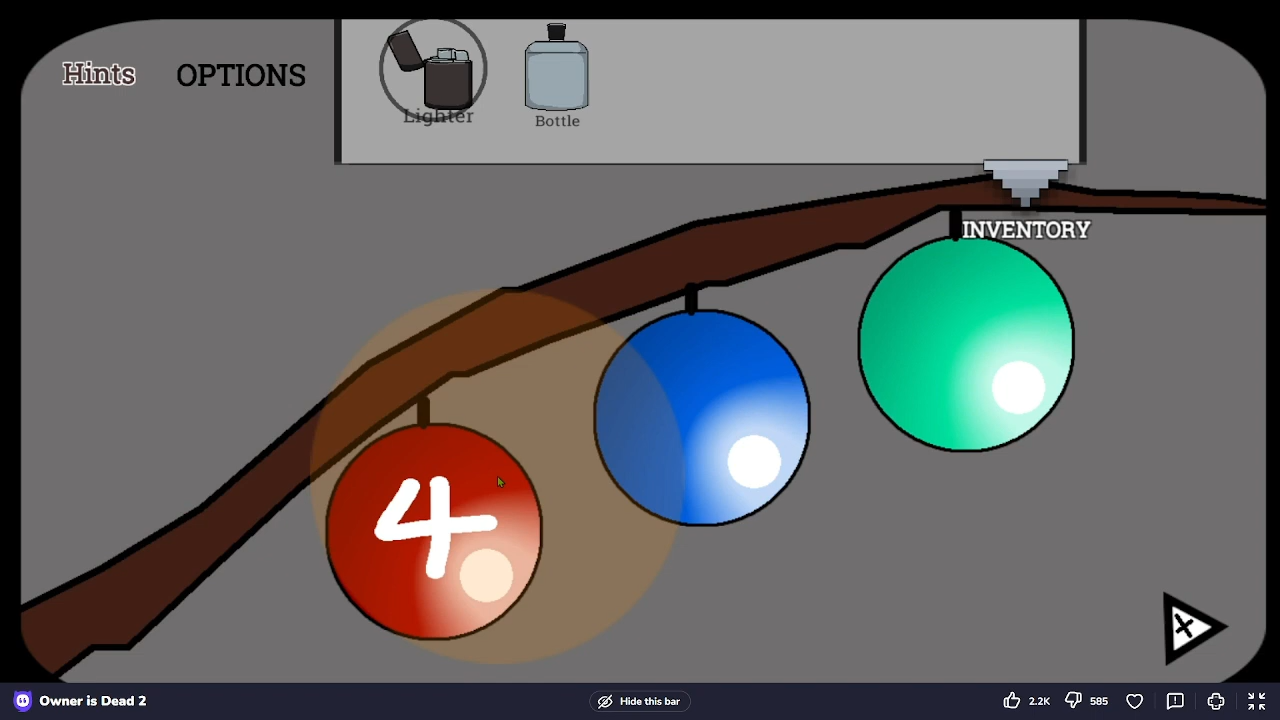 Hints
OPTIONS
Lighter
Bottle
INVENTORY
4
X
Owner is Dead 2
Hide this bar
2.2K
585